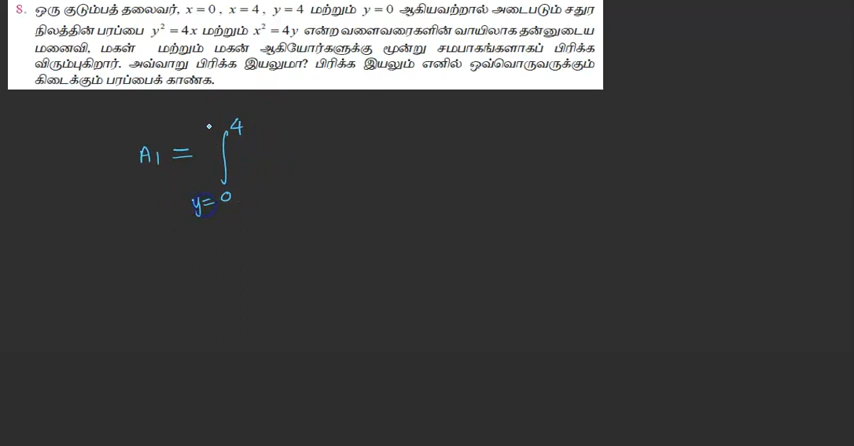 8. ஒரு குடும்பத் தலைவர், x = 0 , x = 4 , y = 4 மற்றும் y = 0 ஆகியவற்றால் அடைபடும் சதுர
நிலத்தின் பரப்பை y² = 4x மற்றும் x² = 4y என்ற வளைவரைகளின் வாயிலாக தன்னுடைய
மனைவி, மகள் மற்றும் மகன் ஆகியோர்களுக்கு மூன்று சமபாகங்களாகப் பிரிக்க
விரும்புகிறார். அவ்வாறு பிரிக்க இயலுமா? பிரிக்க இயலும் எனில் ஒவ்வொருவருக்கும்
கிடைக்கும் பரப்பைக் காண்க.
4
A₁ = ∫
y = 0